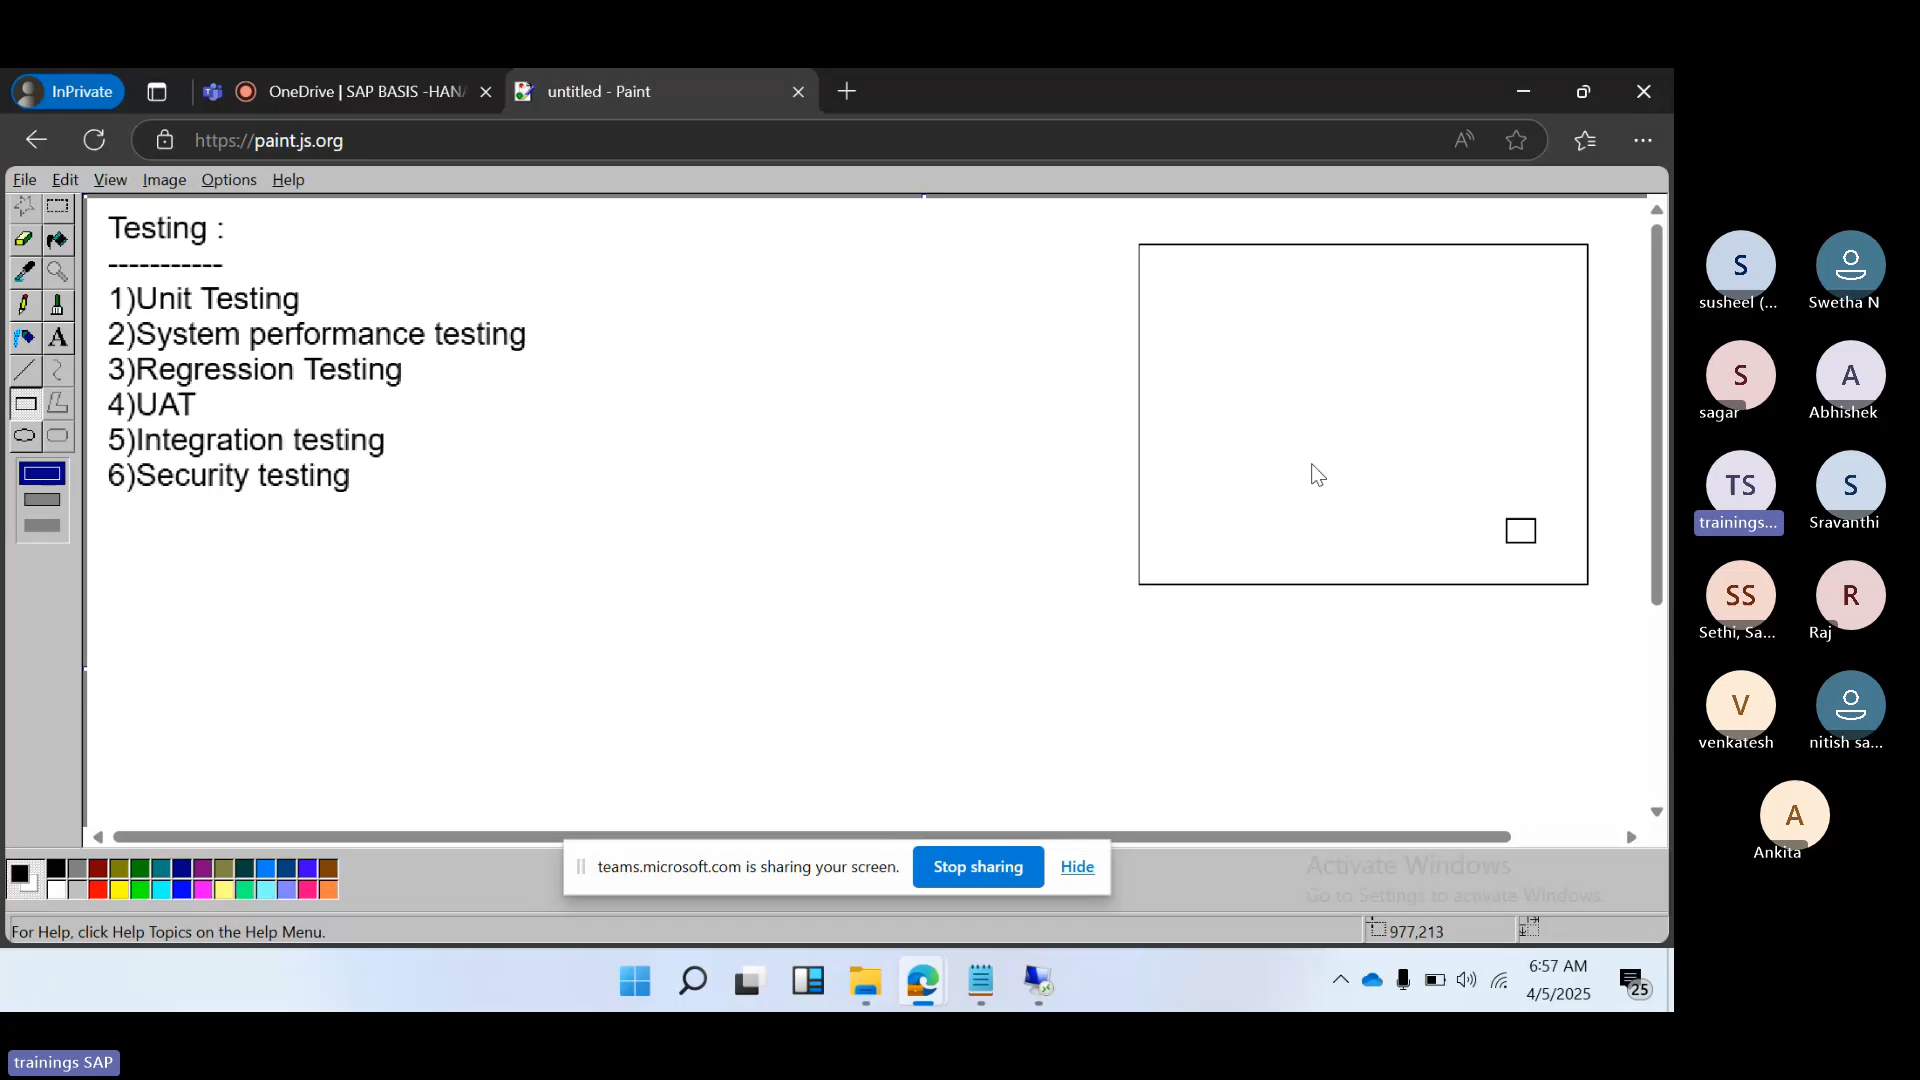 InPrivate
OneDrive | SAP BASIS -HANA
untitled - Paint
https://paint.js.org
File Edit View Image Options Help
Testing :
-----------
1)Unit Testing
2)System performance testing
3)Regression Testing
4)UAT
5)Integration testing
6)Security testing
A
teams.microsoft.com is sharing your screen. Stop sharing Hide
Activate Windows
Go to Settings to activate Windows.
For Help, click Help Topics on the Help Menu.
977,213
6:57 AM
4/5/2025
25
S
susheel (...
Swetha N
S
sagar
A
Abhishek
TS
trainings...
S
Sravanthi
SS
Sethi, Sa...
R
Raj
V
venkatesh
nitish sa...
A
Ankita
trainings SAP